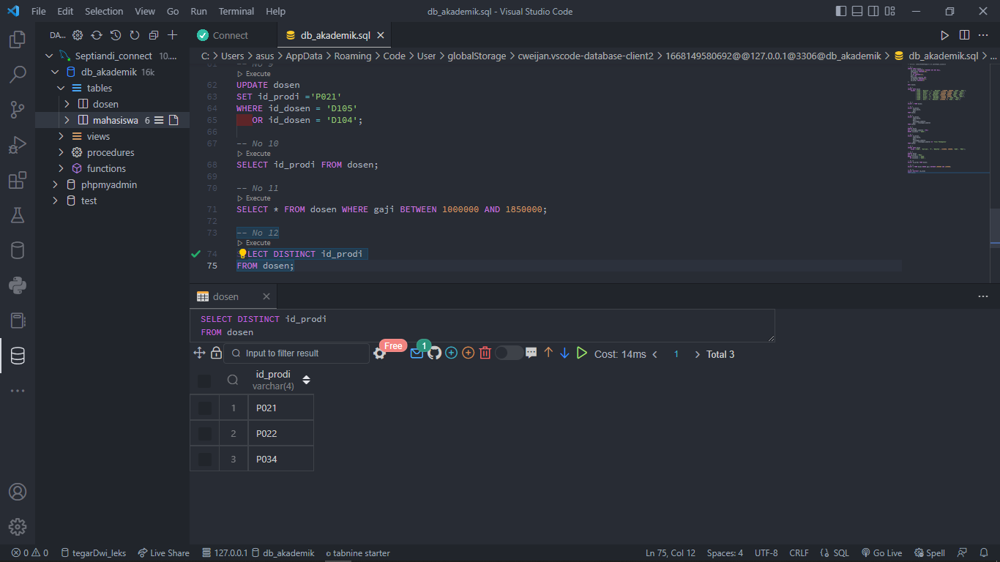 File Edit Selection View Go Run Terminal Help
db_akademik.sql - Visual Studio Code
DA...
Connect
db_akademik.sql
C: > Users > asus > AppData > Roaming > Code > User > globalStorage > cweijan.vscode-database-client2 > 1668149580692@@127.0.0.1@3306@db_akademik > db_akademik.sql > ...
Septiandi_connect 10....
db_akademik 16k
tables
dosen
mahasiswa 6
views
procedures
functions
phpmyadmin
test
61 -- No 9
Execute
62 UPDATE dosen
63 SET id_prodi ='P021'
64 WHERE id_dosen = 'D105'
65 OR id_dosen = 'D104';
66
67 -- No 10
Execute
68 SELECT id_prodi FROM dosen;
69
70 -- No 11
Execute
71 SELECT * FROM dosen WHERE gaji BETWEEN 1000000 AND 1850000;
72
73 -- No 12
Execute
74 LECT DISTINCT id_prodi
75 FROM dosen;
dosen
SELECT DISTINCT id_prodi
FROM dosen
Input to filter result
Free
1
Cost: 14ms < 1 > Total 3
id_prodi
varchar(4)
1 P021
2 P022
3 P034
0 0 tegarDwi_leks Live Share 127.0.0.1 db_akademik tabnine starter
Ln 75, Col 12 Spaces: 4 UTF-8 CRLF SQL Go Live Spell